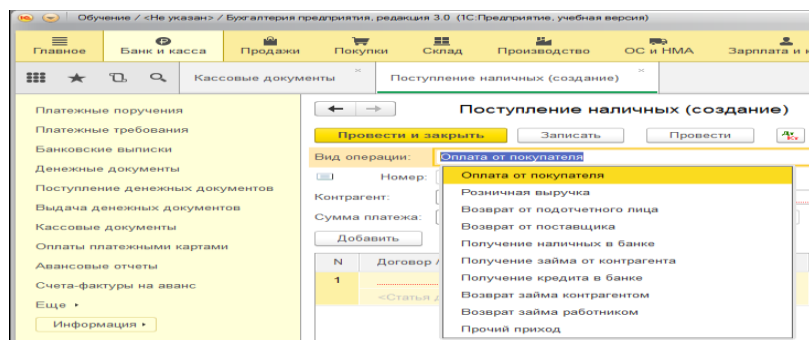 Обучение / <Не указан> / Бухгалтерия предприятия, редакция 3.0 (1С:Предприятие, учебная версия)
Главное Банк и касса Продажи Покупки Склад Производство ОС и НМА Зарплата и
Кассовые документы × Поступление наличных (создание) ×
Платежные поручения
Платежные требования
Банковские выписки
Денежные документы
Поступление денежных документов
Выдача денежных документов
Кассовые документы
Оплаты платежными картами
Авансовые отчеты
Счета-фактуры на аванс
Еще
Информация
Поступление наличных (создание)
Провести и закрыть Записать Провести Дт Кт
Вид операции: Оплата от покупателя
Номер:
Контрагент:
Сумма платежа:
Добавить
N Договор /
1
<Статья
Оплата от покупателя
Розничная выручка
Возврат от подотчетного лица
Возврат от поставщика
Получение наличных в банке
Получение займа от контрагента
Получение кредита в банке
Возврат займа контрагентом
Возврат займа работником
Прочий приход